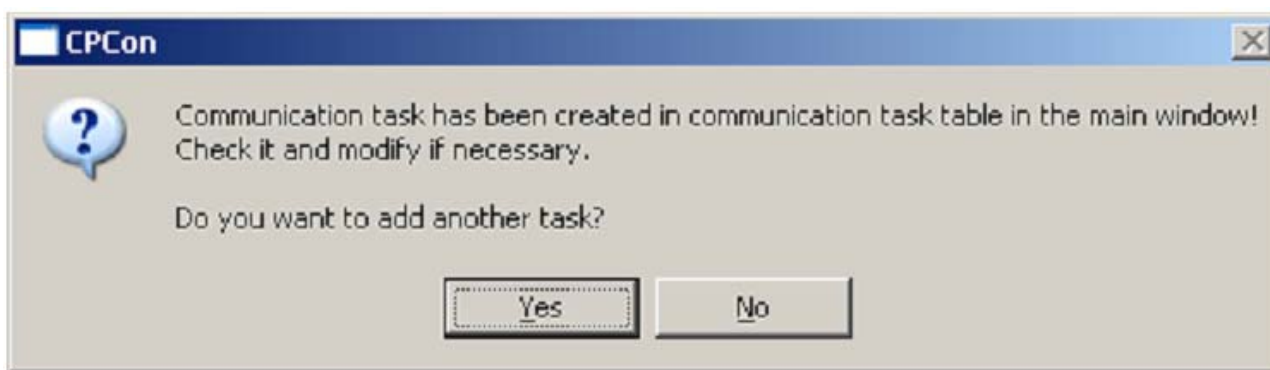 CPCon
Communication task has been created in communication task table in the main window!
Check it and modify if necessary.
Do you want to add another task?
Yes
No